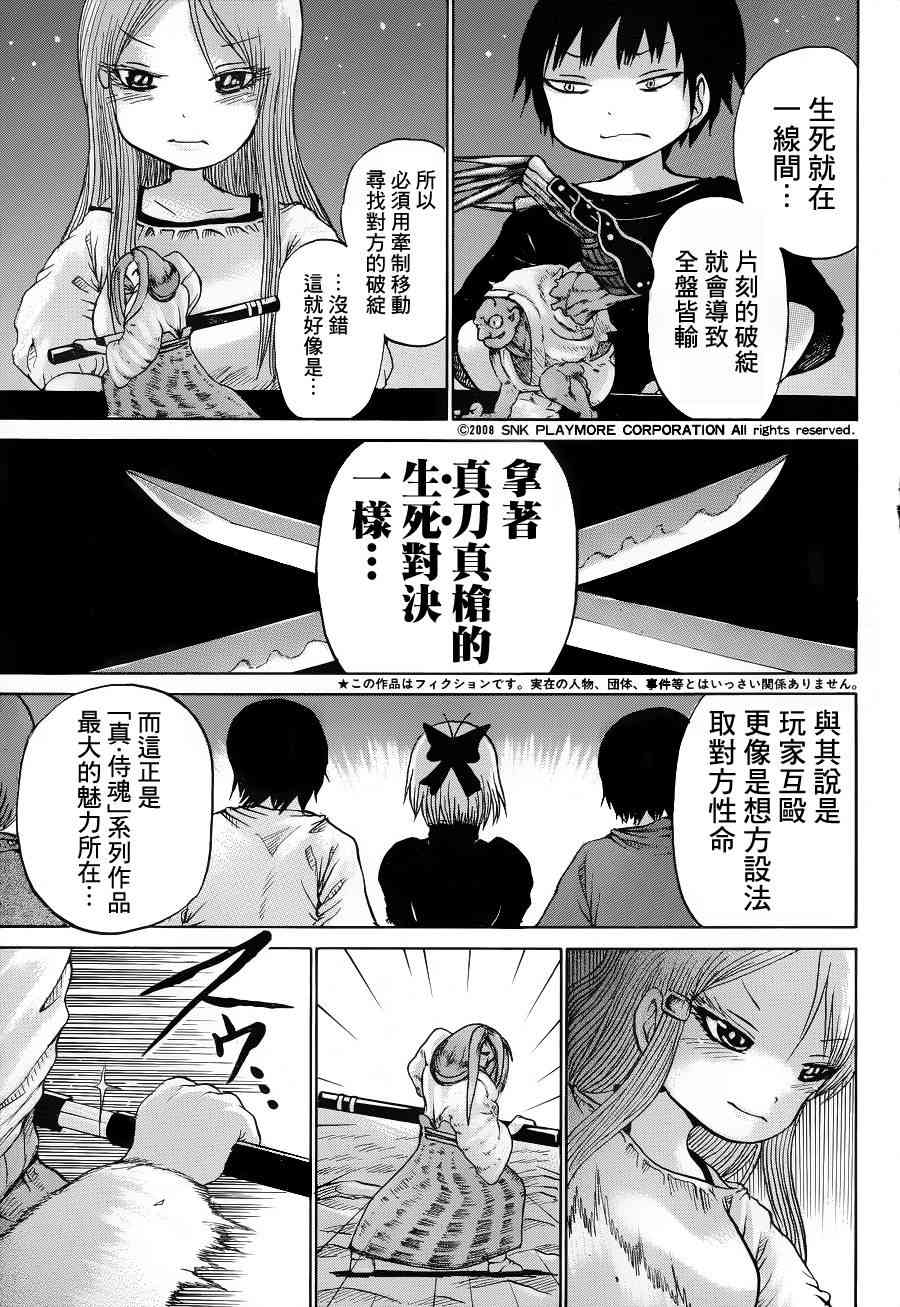 生死就在
一線間…
片刻的破綻
就會導致
全盤皆輸
所以
必須用牽制移動
尋找對方的破綻
…沒錯
這就好像是…
©2008 SNK PLAYMORE CORPORATION All rights reserved.
拿著
真刀真槍的
生死對決
一樣…
★この作品はフィクションです。実在の人物、団体、事件等とはいっさい関係ありません。
與其說是
玩家互毆
更像是想方設法
取對方性命
而這正是
「真·侍魂」系列作品
最大的魅力所在…
スゥ…